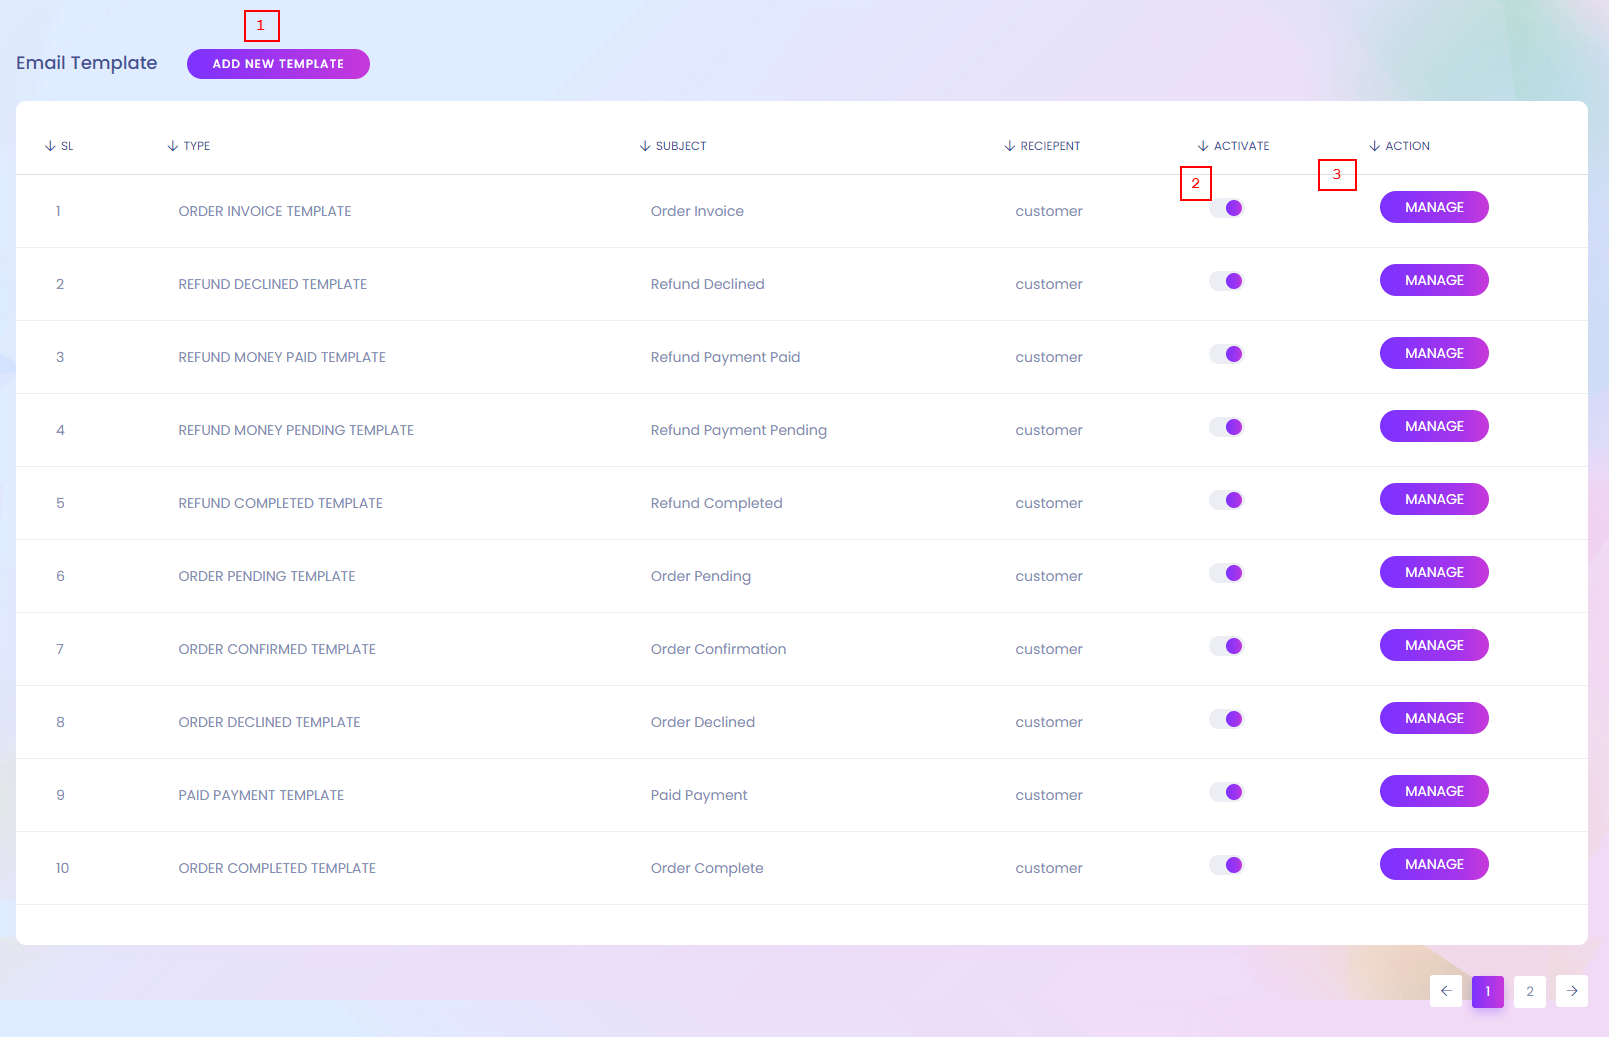 1
Email Template ADD NEW TEMPLATE
SL TYPE SUBJECT RECIEPENT ACTIVATE ACTION
2 3
1 ORDER INVOICE TEMPLATE Order Invoice customer MANAGE
2 REFUND DECLINED TEMPLATE Refund Declined customer MANAGE
3 REFUND MONEY PAID TEMPLATE Refund Payment Paid customer MANAGE
4 REFUND MONEY PENDING TEMPLATE Refund Payment Pending customer MANAGE
5 REFUND COMPLETED TEMPLATE Refund Completed customer MANAGE
6 ORDER PENDING TEMPLATE Order Pending customer MANAGE
7 ORDER CONFIRMED TEMPLATE Order Confirmation customer MANAGE
8 ORDER DECLINED TEMPLATE Order Declined customer MANAGE
9 PAID PAYMENT TEMPLATE Paid Payment customer MANAGE
10 ORDER COMPLETED TEMPLATE Order Complete customer MANAGE
1 2